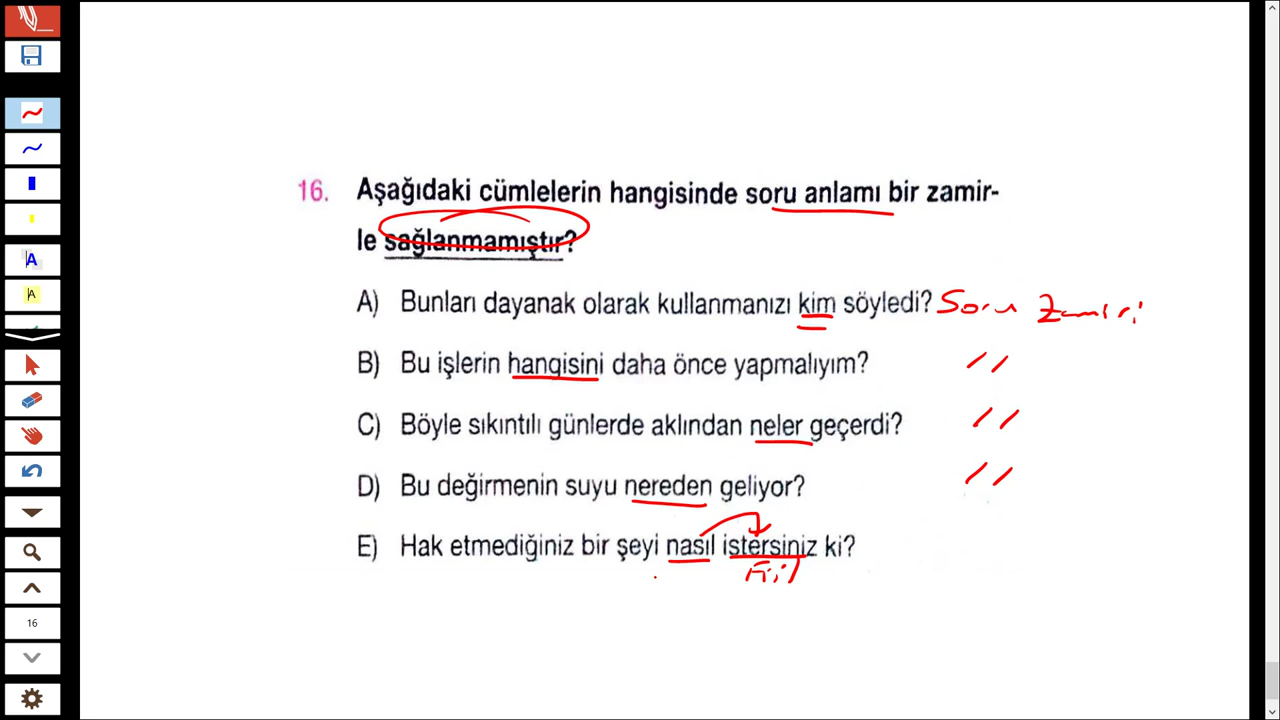 16. Aşağıdaki cümlelerin hangisinde soru anlamı bir zamir-
le sağlanmamıştır?
A) Bunları dayanak olarak kullanmanızı kim söyledi? Soru Zamiri
B) Bu işlerin hangisini daha önce yapmalıyım? "
C) Böyle sıkıntılı günlerde aklından neler geçerdi? "
D) Bu değirmenin suyu nereden geliyor? "
E) Hak etmediğiniz bir şeyi nasıl istersiniz ki?
Fiil
A
A
16